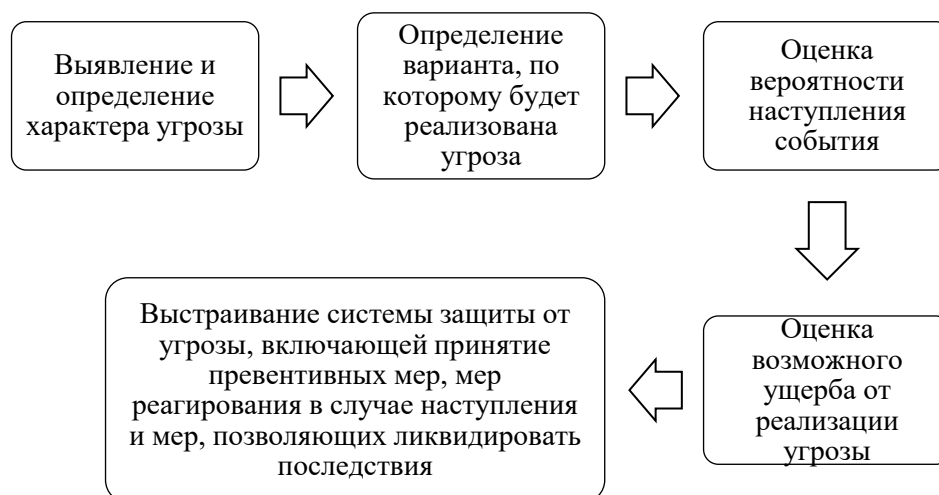 Выявление и
определение
характера угрозы
Определение
варианта, по
которому будет
реализована
угроза
Оценка
вероятности
наступления
события
Оценка
возможного
ущерба от
реализации
угрозы
Выстраивание системы защиты от
угрозы, включающей принятие
превентивных мер, мер
реагирования в случае наступления
и мер, позволяющих ликвидировать
последствия